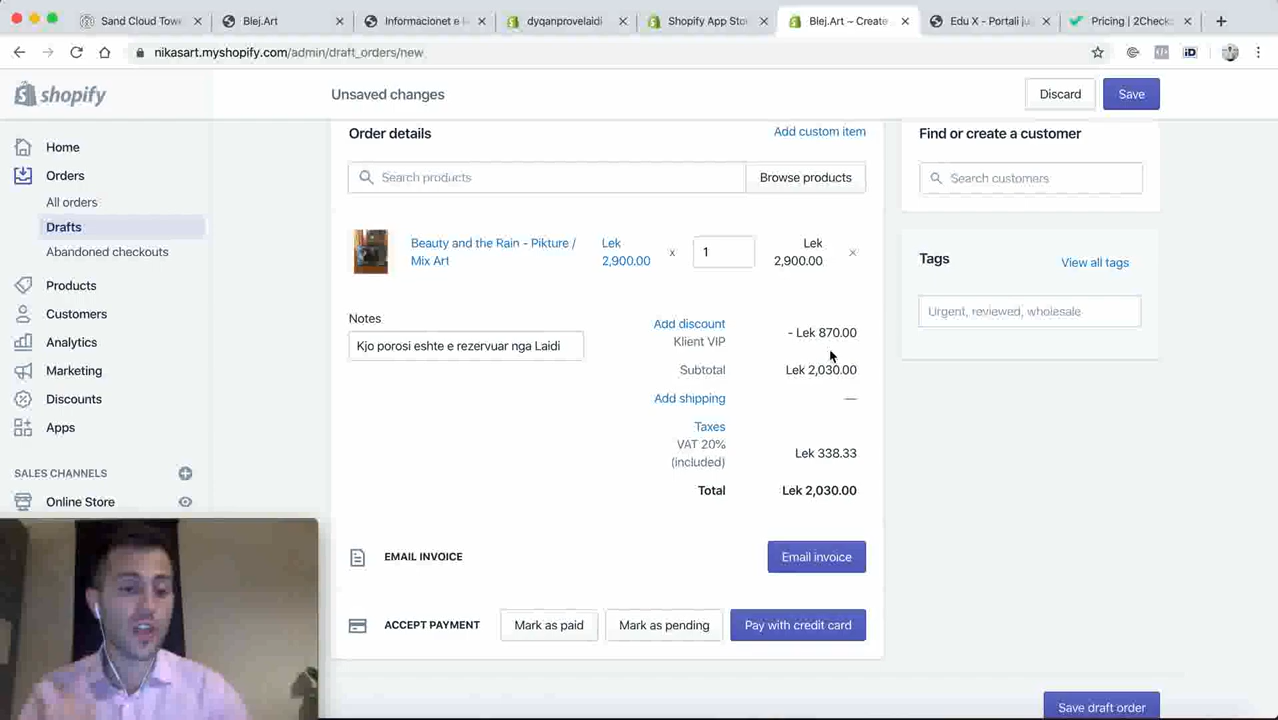 Sand Cloud Tow
Blej.Art
Informacionet e
dyqanprovelaidi
Shopify App Sto
Blej.Art ~ Create
Edu X - Portali ju
Pricing | 2Check
nikasart.myshopify.com/admin/draft_orders/new
shopify
Unsaved changes
Discard
Save
Home
Orders
All orders
Drafts
Abandoned checkouts
Products
Customers
Analytics
Marketing
Discounts
Apps
SALES CHANNELS
Online Store
Order details
Add custom item
Search products
Browse products
Beauty and the Rain - Pikture /
Mix Art
Lek
2,900.00
x
1
Lek
2,900.00
Notes
Kjo porosi eshte e rezervuar nga Laidi
Add discount
Klient VIP
- Lek 870.00
Subtotal
Lek 2,030.00
Add shipping
—
Taxes
VAT 20%
(included)
Lek 338.33
Total
Lek 2,030.00
EMAIL INVOICE
Email invoice
ACCEPT PAYMENT
Mark as paid
Mark as pending
Pay with credit card
Save draft order
Find or create a customer
Search customers
Tags
View all tags
Urgent, reviewed, wholesale